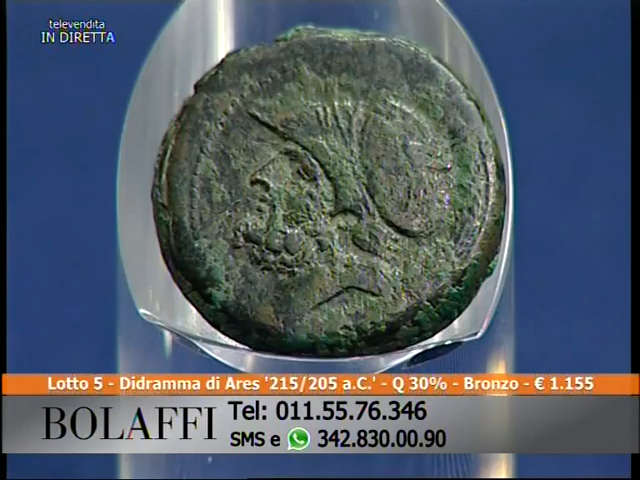 televendita
IN DIRETTA
Lotto 5 - Didramma di Ares '215/205 a.C.' - Q 30% - Bronzo - € 1.155
BOLAFFI
Tel: 011.55.76.346
SMS e 342.830.00.90